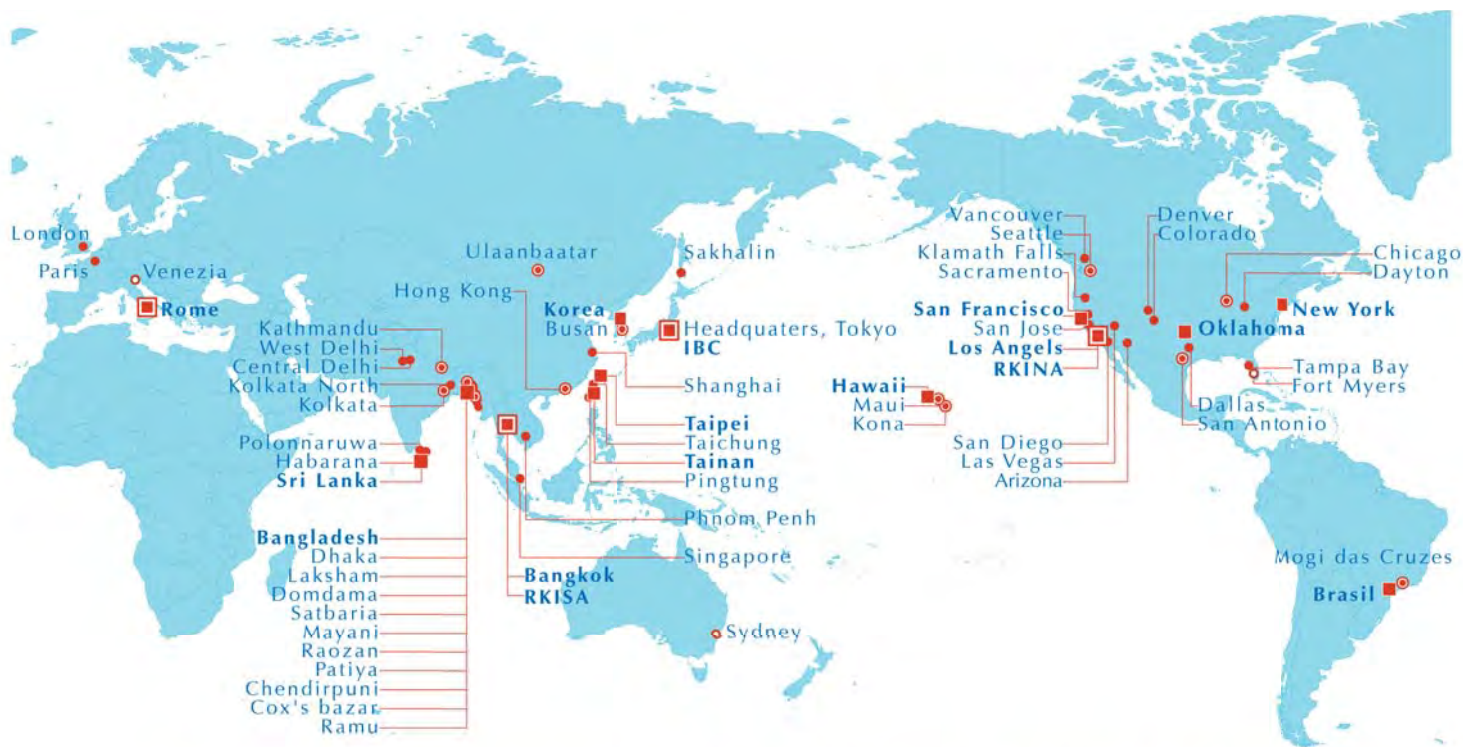 London
Paris
Venezia
Rome
Ulaanbaatar
Sakhalin
Hong Kong
Korea
Busan
Headquaters, Tokyo
IBC
Kathmandu
West Delhi
Central Delhi
Kolkata North
Kolkata
Shanghai
Polonnaruwa
Habarana
Sri Lanka
Taipei
Taichung
Tainan
Pingtung
Phnom Penh
Singapore
Bangladesh
Dhaka
Laksham
Domdama
Satbaria
Mayani
Raozan
Patiya
Chendirpuni
Cox's bazar
Ramu
Bangkok
RKISA
Sydney
Vancouver
Seattle
Klamath Falls
Sacramento
San Francisco
San Jose
Los Angels
RKINA
Denver
Colorado
Chicago
Dayton
New York
Oklahoma
Hawaii
Maui
Kona
Tampa Bay
Fort Myers
Dallas
San Antonio
San Diego
Las Vegas
Arizona
Mogi das Cruzes
Brasil